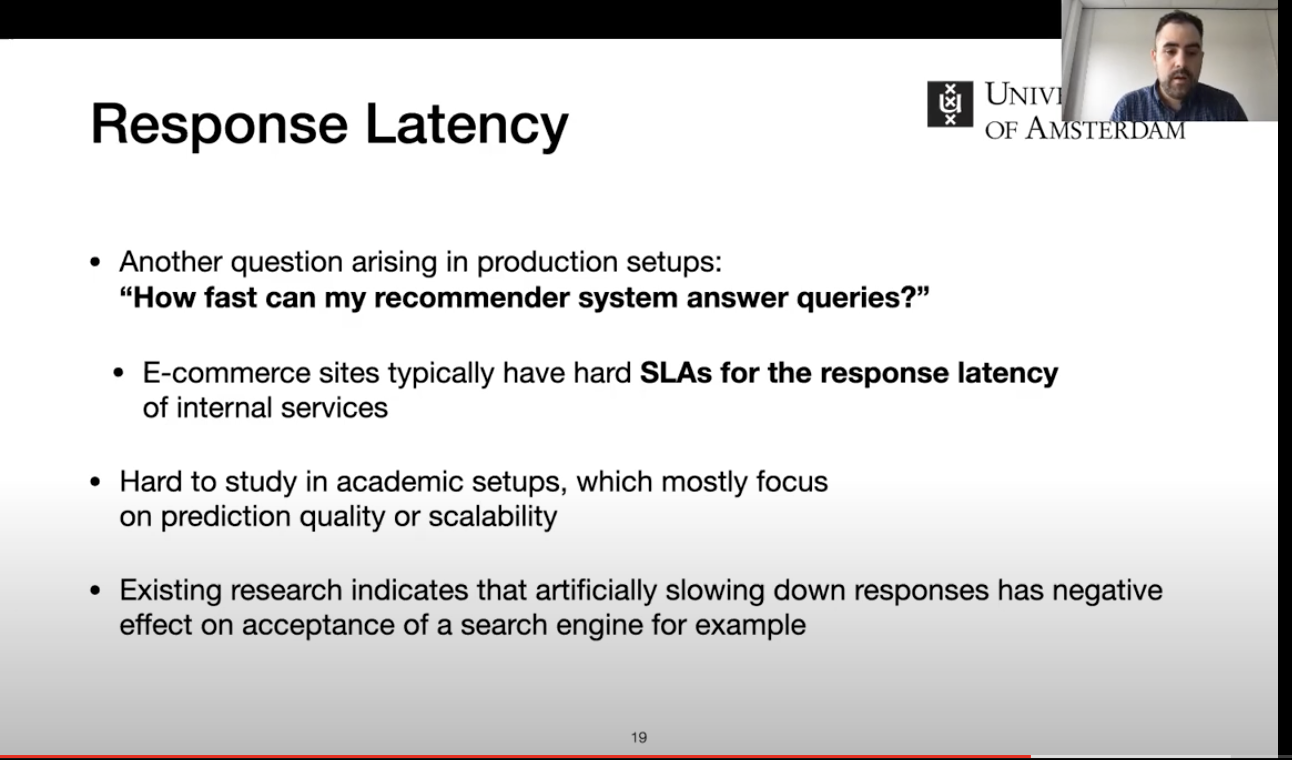 Response Latency
OF AMSTERDAM
• Another question arising in production setups:
“How fast can my recommender system answer queries?”
• E-commerce sites typically have hard SLAs for the response latency
of internal services
• Hard to study in academic setups, which mostly focus
on prediction quality or scalability
• Existing research indicates that artificially slowing down responses has negative
effect on acceptance of a search engine for example
19